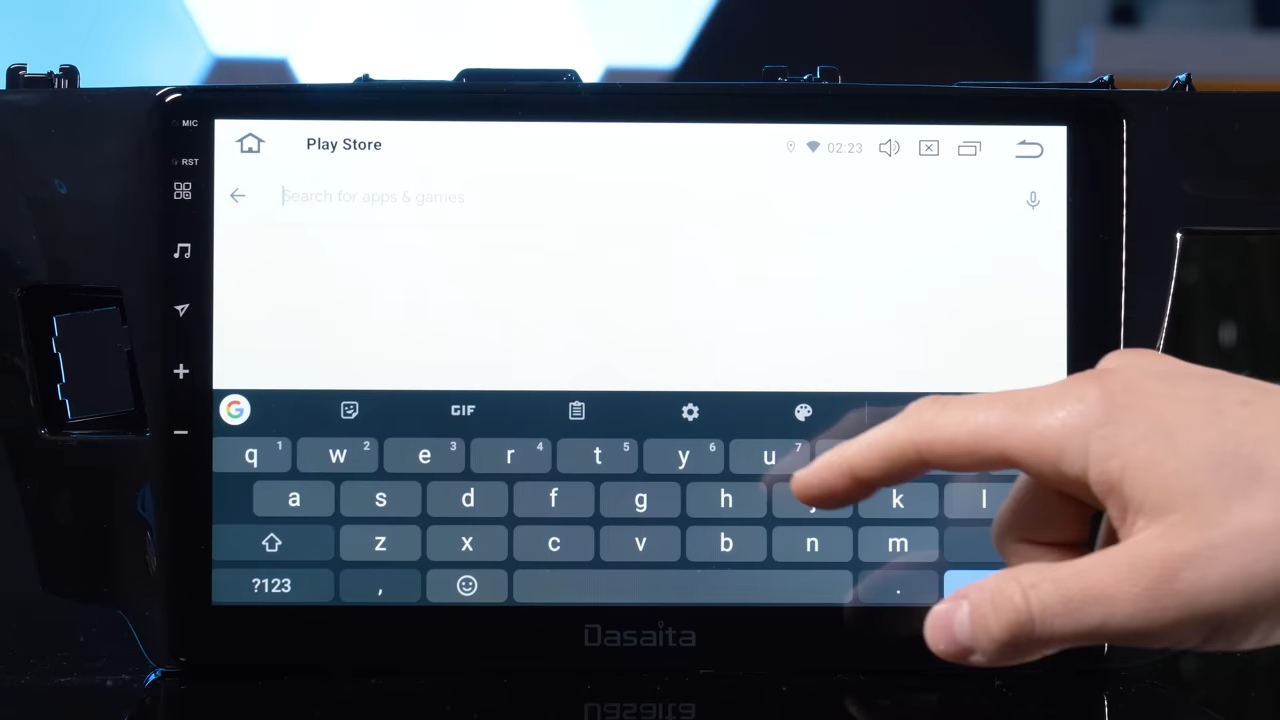 MIC
Play Store
02:23
RST
Search for apps & games
GIF
q 1 w 2 e 3 r 4 t 5 y 6 u 7
a s d f g h j k l
z x c v b n m
?123 , .
Dasaita